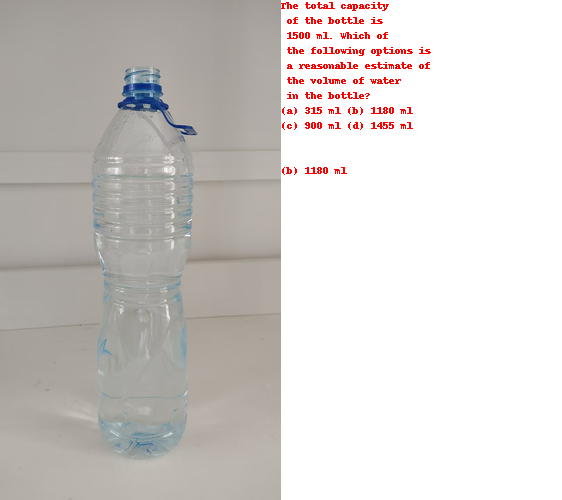 The total capacity
of the bottle is
1500 ml. Which of
the following options is
a reasonable estimate of
the volume of water
in the bottle?
(a) 315 ml (b) 1180 ml
(c) 900 ml (d) 1455 ml
(b) 1180 ml